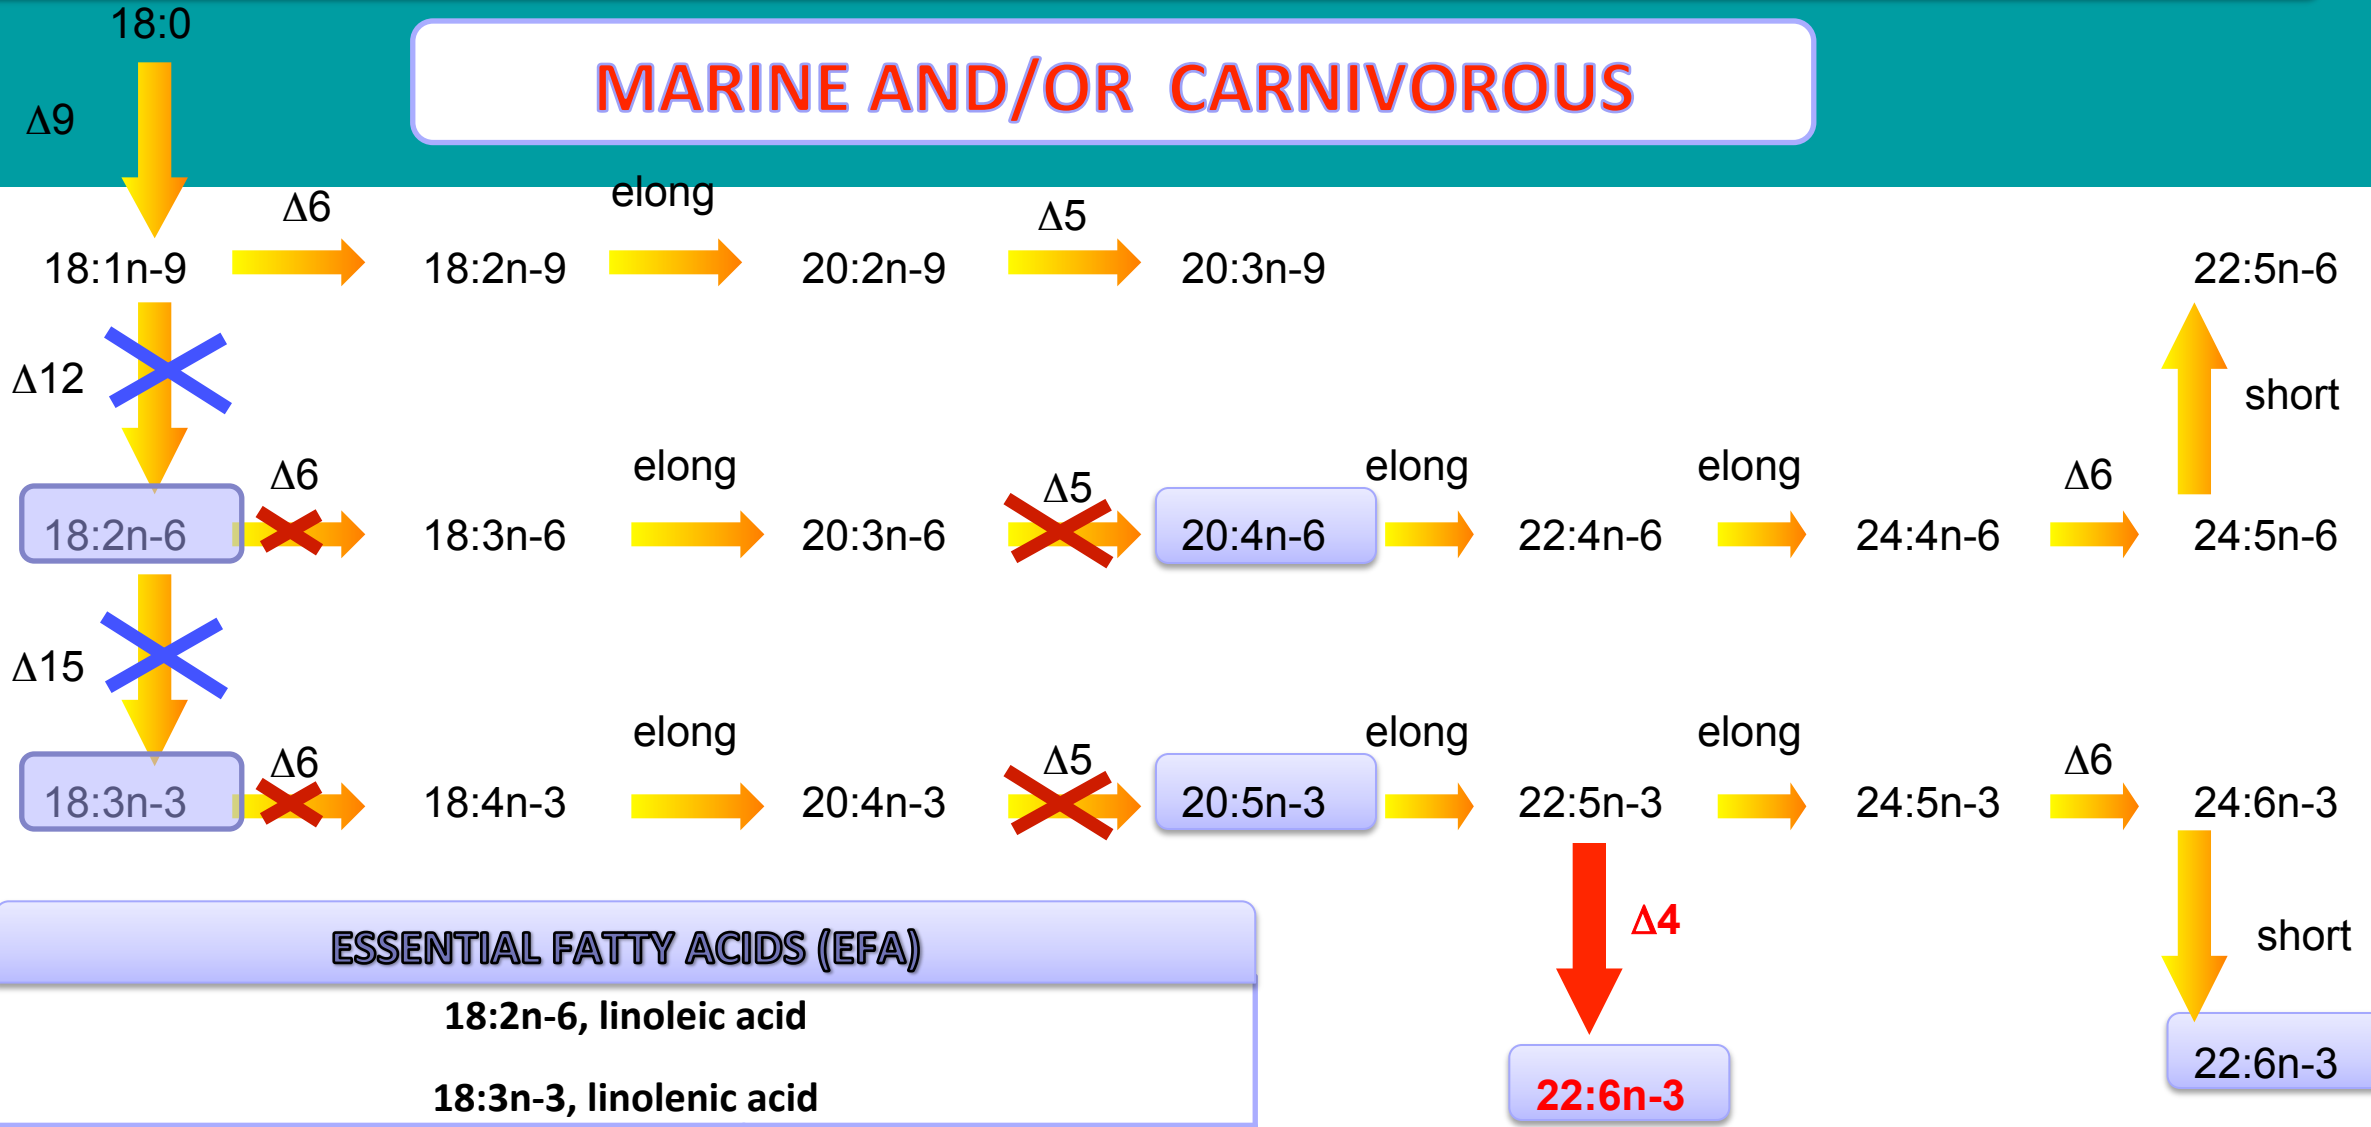 18:0
MARINE AND/OR CARNIVOROUS
Δ9
Δ6
elong
Δ5
18:1n-9
18:2n-9
20:2n-9
20:3n-9
22:5n-6
Δ12
short
Δ6
elong
Δ5
elong
elong
Δ6
18:2n-6
18:3n-6
20:3n-6
20:4n-6
22:4n-6
24:4n-6
24:5n-6
Δ15
Δ6
elong
Δ5
elong
elong
Δ6
18:3n-3
18:4n-3
20:4n-3
20:5n-3
22:5n-3
24:5n-3
24:6n-3
Δ4
short
ESSENTIAL FATTY ACIDS (EFA)
18:2n-6, linoleic acid
18:3n-3, linolenic acid
22:6n-3
22:6n-3